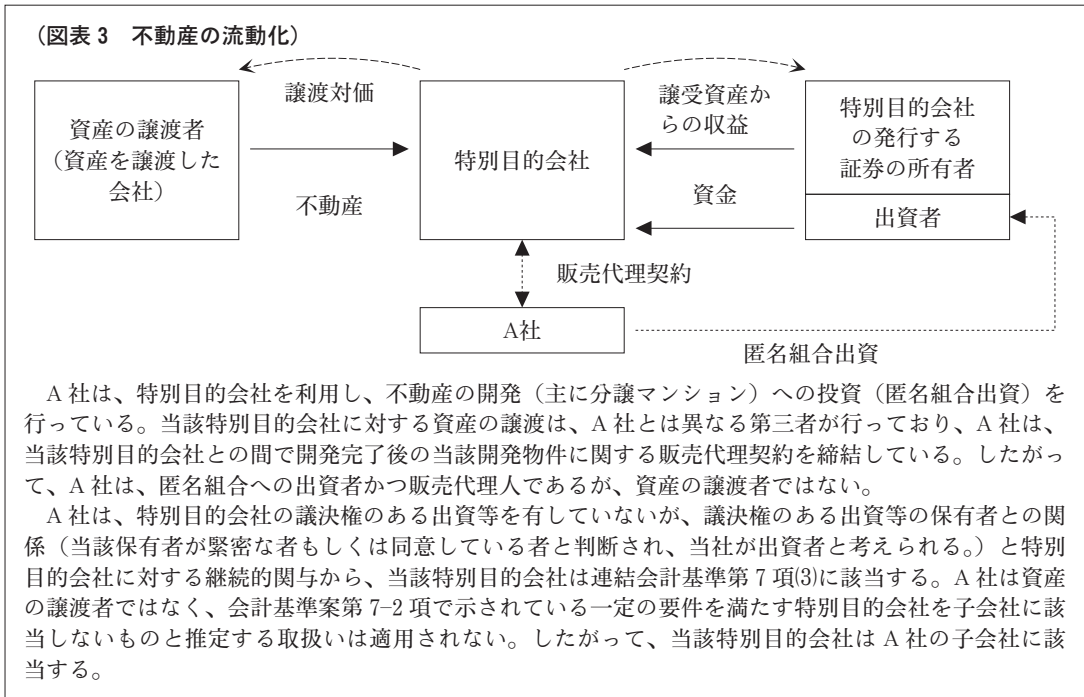 (図表 3　不動産の流動化)
譲渡対価
譲受資産か
らの収益
資産の譲渡者
(資産を譲渡した
会社)
不動産
特別目的会社
資金
特別目的会社
の発行する
証券の所有者
出資者
販売代理契約
A社
匿名組合出資
　A 社は、特別目的会社を利用し、不動産の開発（主に分譲マンション）への投資（匿名組合出資）を
行っている。当該特別目的会社に対する資産の譲渡は、A 社とは異なる第三者が行っており、A 社は、
当該特別目的会社との間で開発完了後の当該開発物件に関する販売代理契約を締結している。したがっ
て、A 社は、匿名組合への出資者かつ販売代理人であるが、資産の譲渡者ではない。
　A 社は、特別目的会社の議決権のある出資等を有していないが、議決権のある出資等の保有者との関
係（当該保有者が緊密な者もしくは同意している者と判断され、当社が出資者と考えられる。）と特別
目的会社に対する継続的関与から、当該特別目的会社は連結会計基準第 7 項⑶に該当する。A 社は資産
の譲渡者ではなく、会計基準案第 7–2 項で示されている一定の要件を満たす特別目的会社を子会社に該
当しないものと推定する取扱いは適用されない。したがって、当該特別目的会社は A 社の子会社に該
当する。